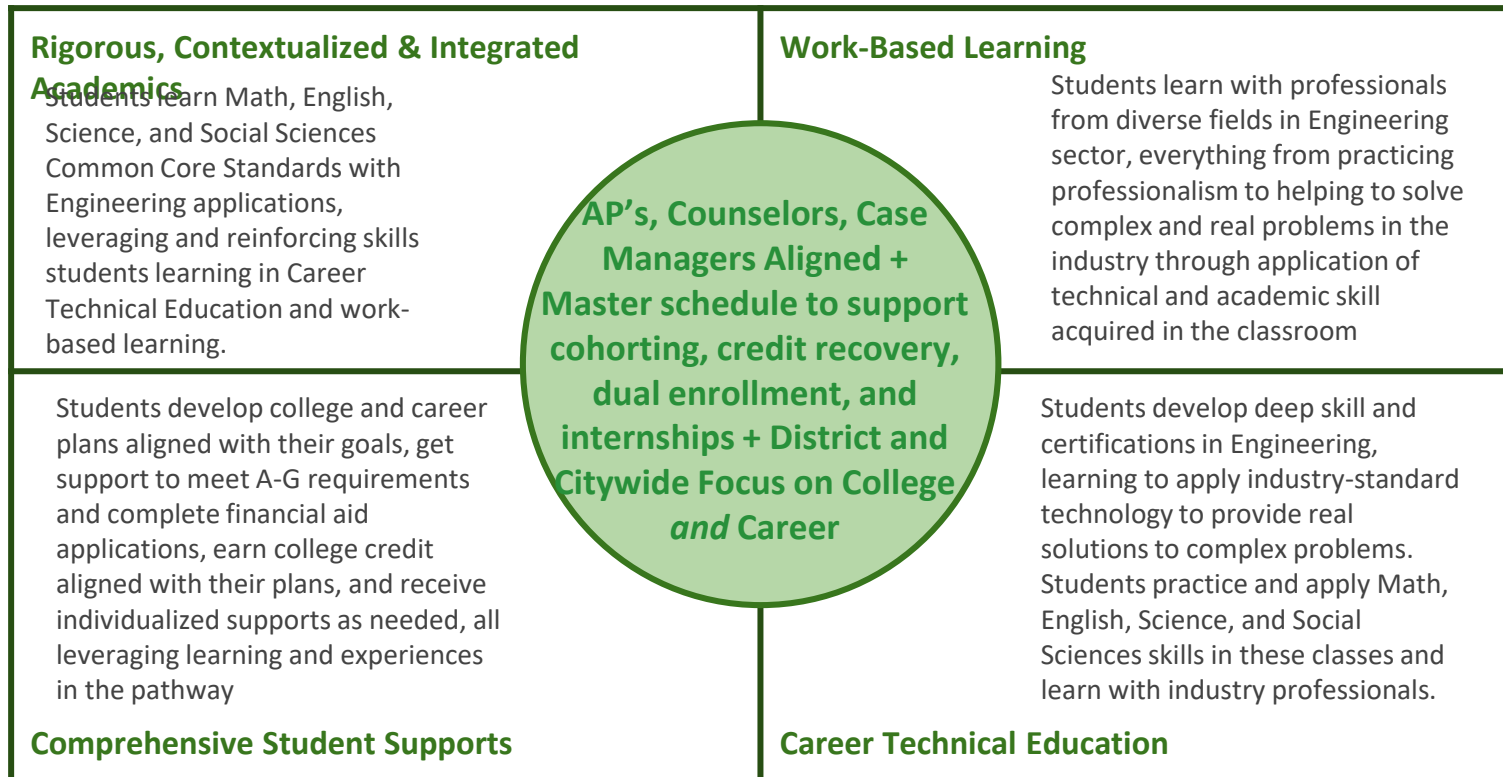 Rigorous, Contextualized & Integrated
Academics
Students learn Math, English,
Science, and Social Sciences
Common Core Standards with
Engineering applications,
leveraging and reinforcing skills
students learning in Career
Technical Education and work-
based learning.
Work-Based Learning
Students learn with professionals
from diverse fields in Engineering
sector, everything from practicing
professionalism to helping to solve
complex and real problems in the
industry through application of
technical and academic skill
acquired in the classroom
AP’s, Counselors, Case
Managers Aligned +
Master schedule to support
cohorting, credit recovery,
dual enrollment, and
internships + District and
Citywide Focus on College
and Career
Students develop college and career
plans aligned with their goals, get
support to meet A-G requirements
and complete financial aid
applications, earn college credit
aligned with their plans, and receive
individualized supports as needed, all
leveraging learning and experiences
in the pathway
Comprehensive Student Supports
Students develop deep skill and
certifications in Engineering,
learning to apply industry-standard
technology to provide real
solutions to complex problems.
Students practice and apply Math,
English, Science, and Social
Sciences skills in these classes and
learn with industry professionals.
Career Technical Education